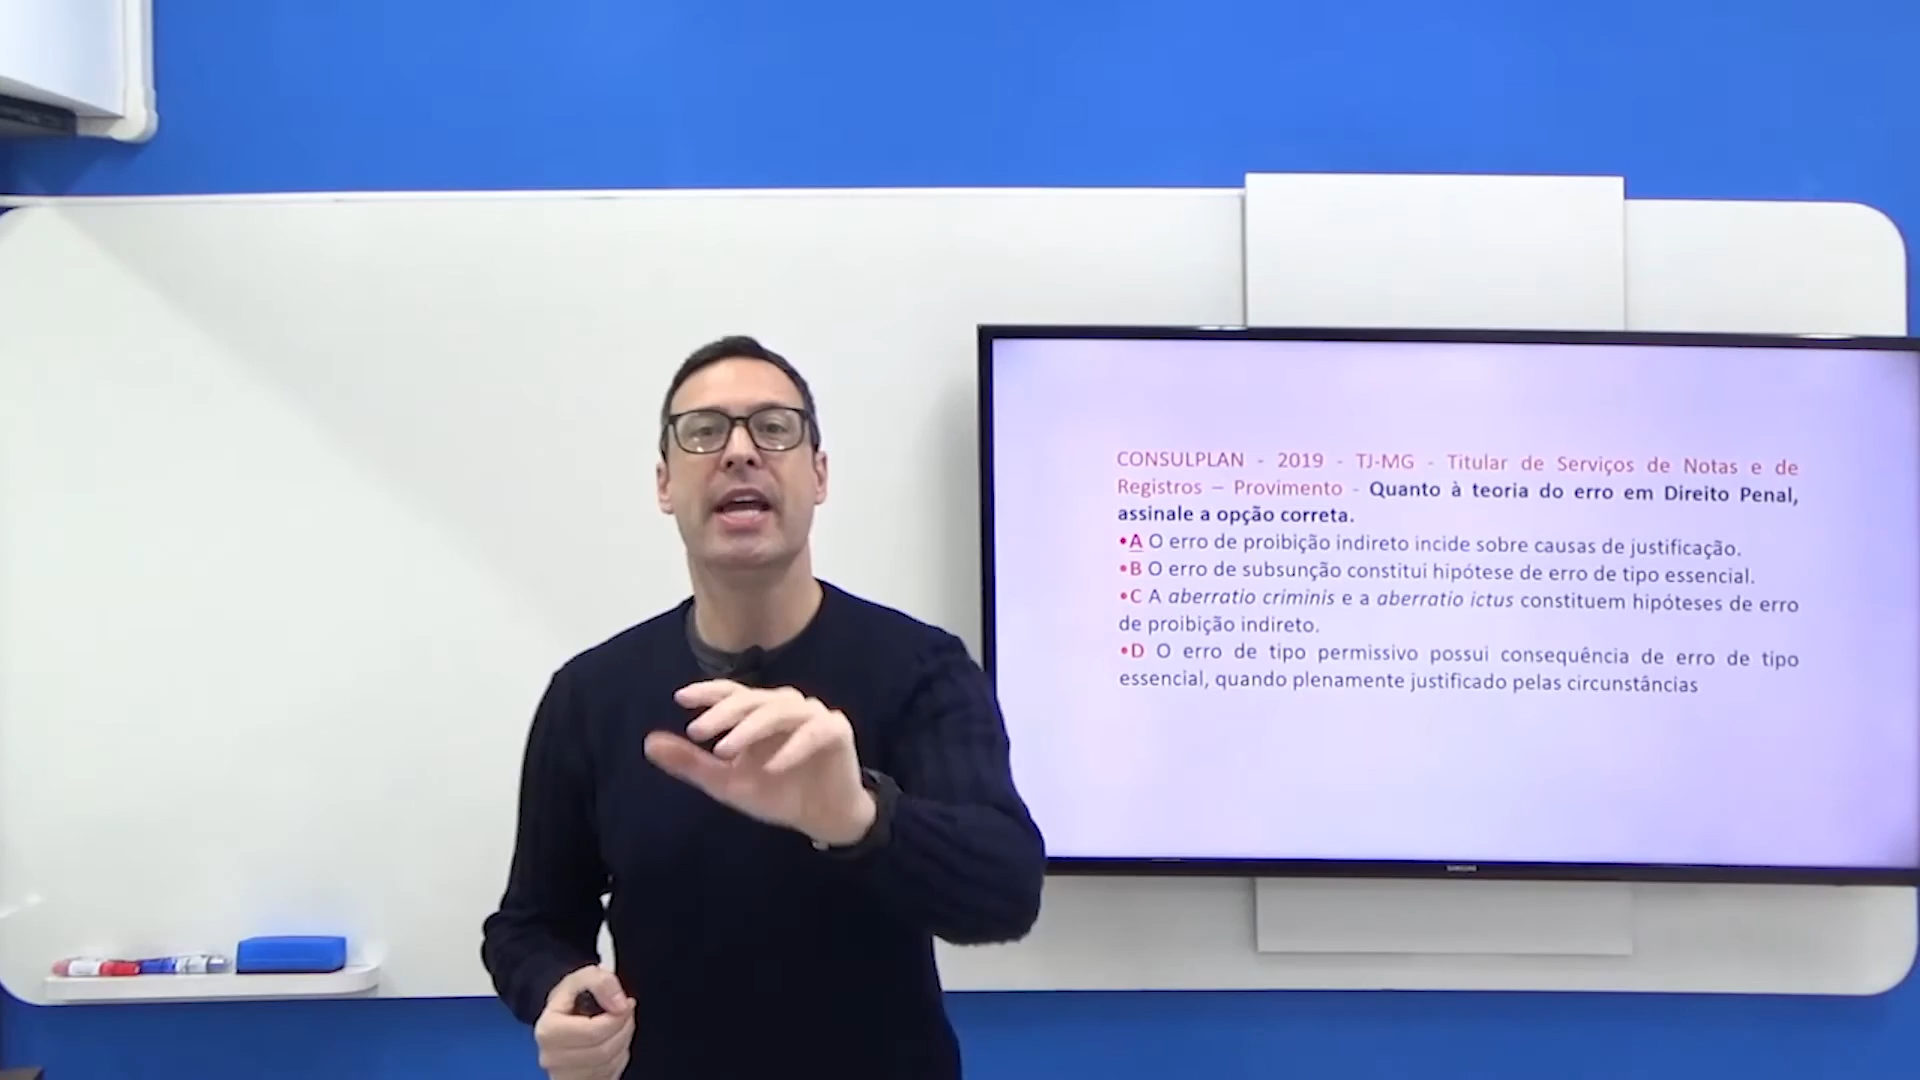 CONSULPLAN - 2019 - TJ-MG - Titular de Serviços de Notas e de
Registros – Provimento - Quanto à teoria do erro em Direito Penal,
assinale a opção correta.
•A O erro de proibição indireto incide sobre causas de justificação.
•B O erro de subsunção constitui hipótese de erro de tipo essencial.
•C A aberratio criminis e a aberratio ictus constituem hipóteses de erro
de proibição indireto.
•D O erro de tipo permissivo possui consequência de erro de tipo
essencial, quando plenamente justificado pelas circunstâncias
SAMSUNG